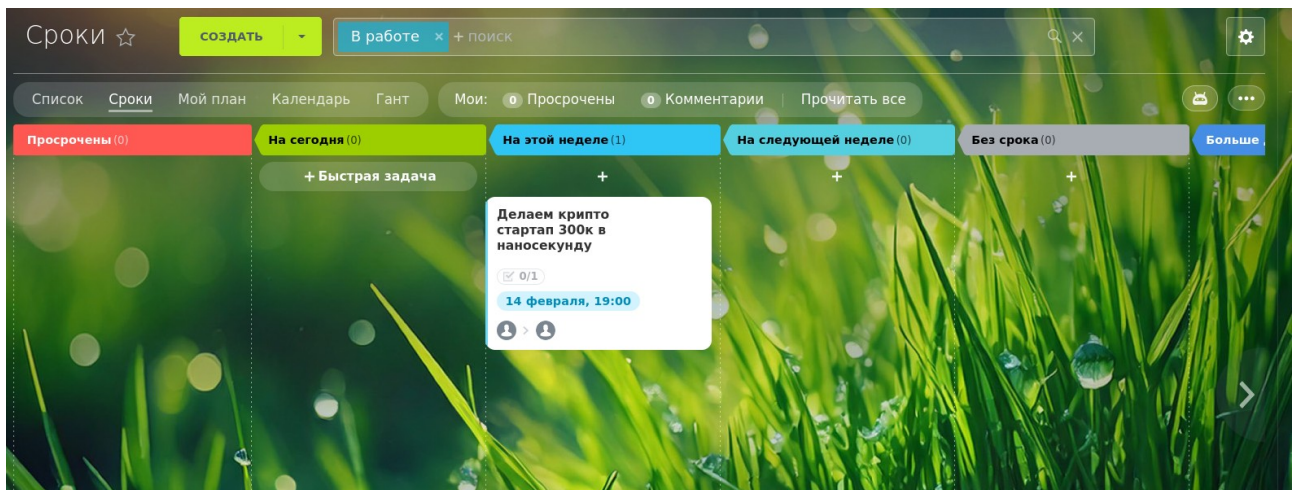 Сроки
СОЗДАТЬ
В работе × + поиск
Список Сроки Мой план Календарь Гант Мои: 0 Просрочены 0 Комментарии Прочитать все
Просрочены (0) На сегодня (0) На этой неделе (1) На следующей неделе (0) Без срока (0) Больше
+ Быстрая задача + + +
Делаем крипто
стартап 300к в
наносекунду
0/1
14 февраля, 19:00